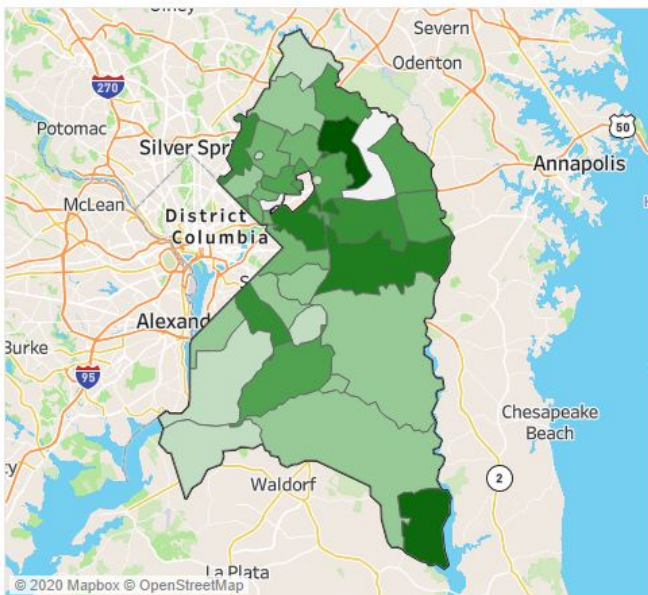 Severn
Odenton
270
Potomac
50
Silver Spri
Annapolis
McLean
District
Columbia
S
Alexand
Burke
95
Chesapeake
Beach
2
Waldorf
La Plata
© 2020 Mapbox © OpenStreetMap